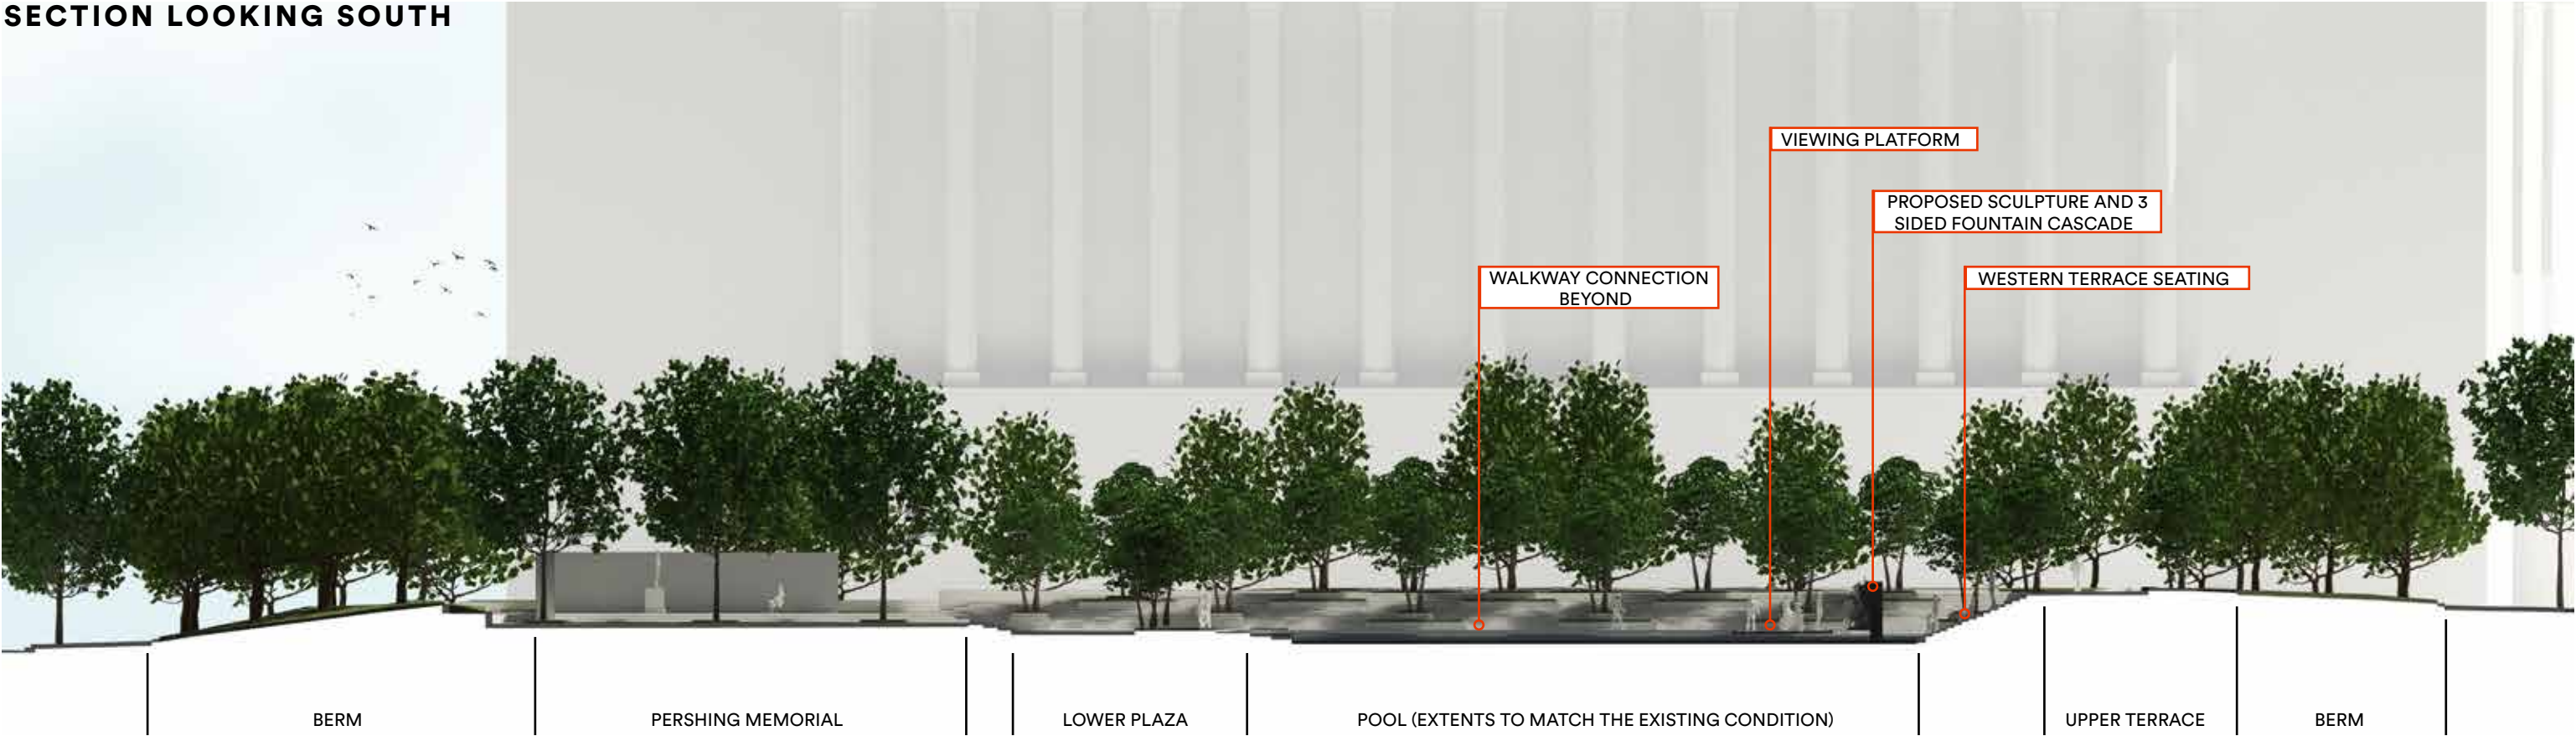 SECTION LOOKING SOUTH
VIEWING PLATFORM
PROPOSED SCULPTURE AND 3
SIDED FOUNTAIN CASCADE
WALKWAY CONNECTION
BEYOND
WESTERN TERRACE SEATING
BERM
PERSHING MEMORIAL
LOWER PLAZA
POOL (EXTENTS TO MATCH THE EXISTING CONDITION)
UPPER TERRACE
BERM